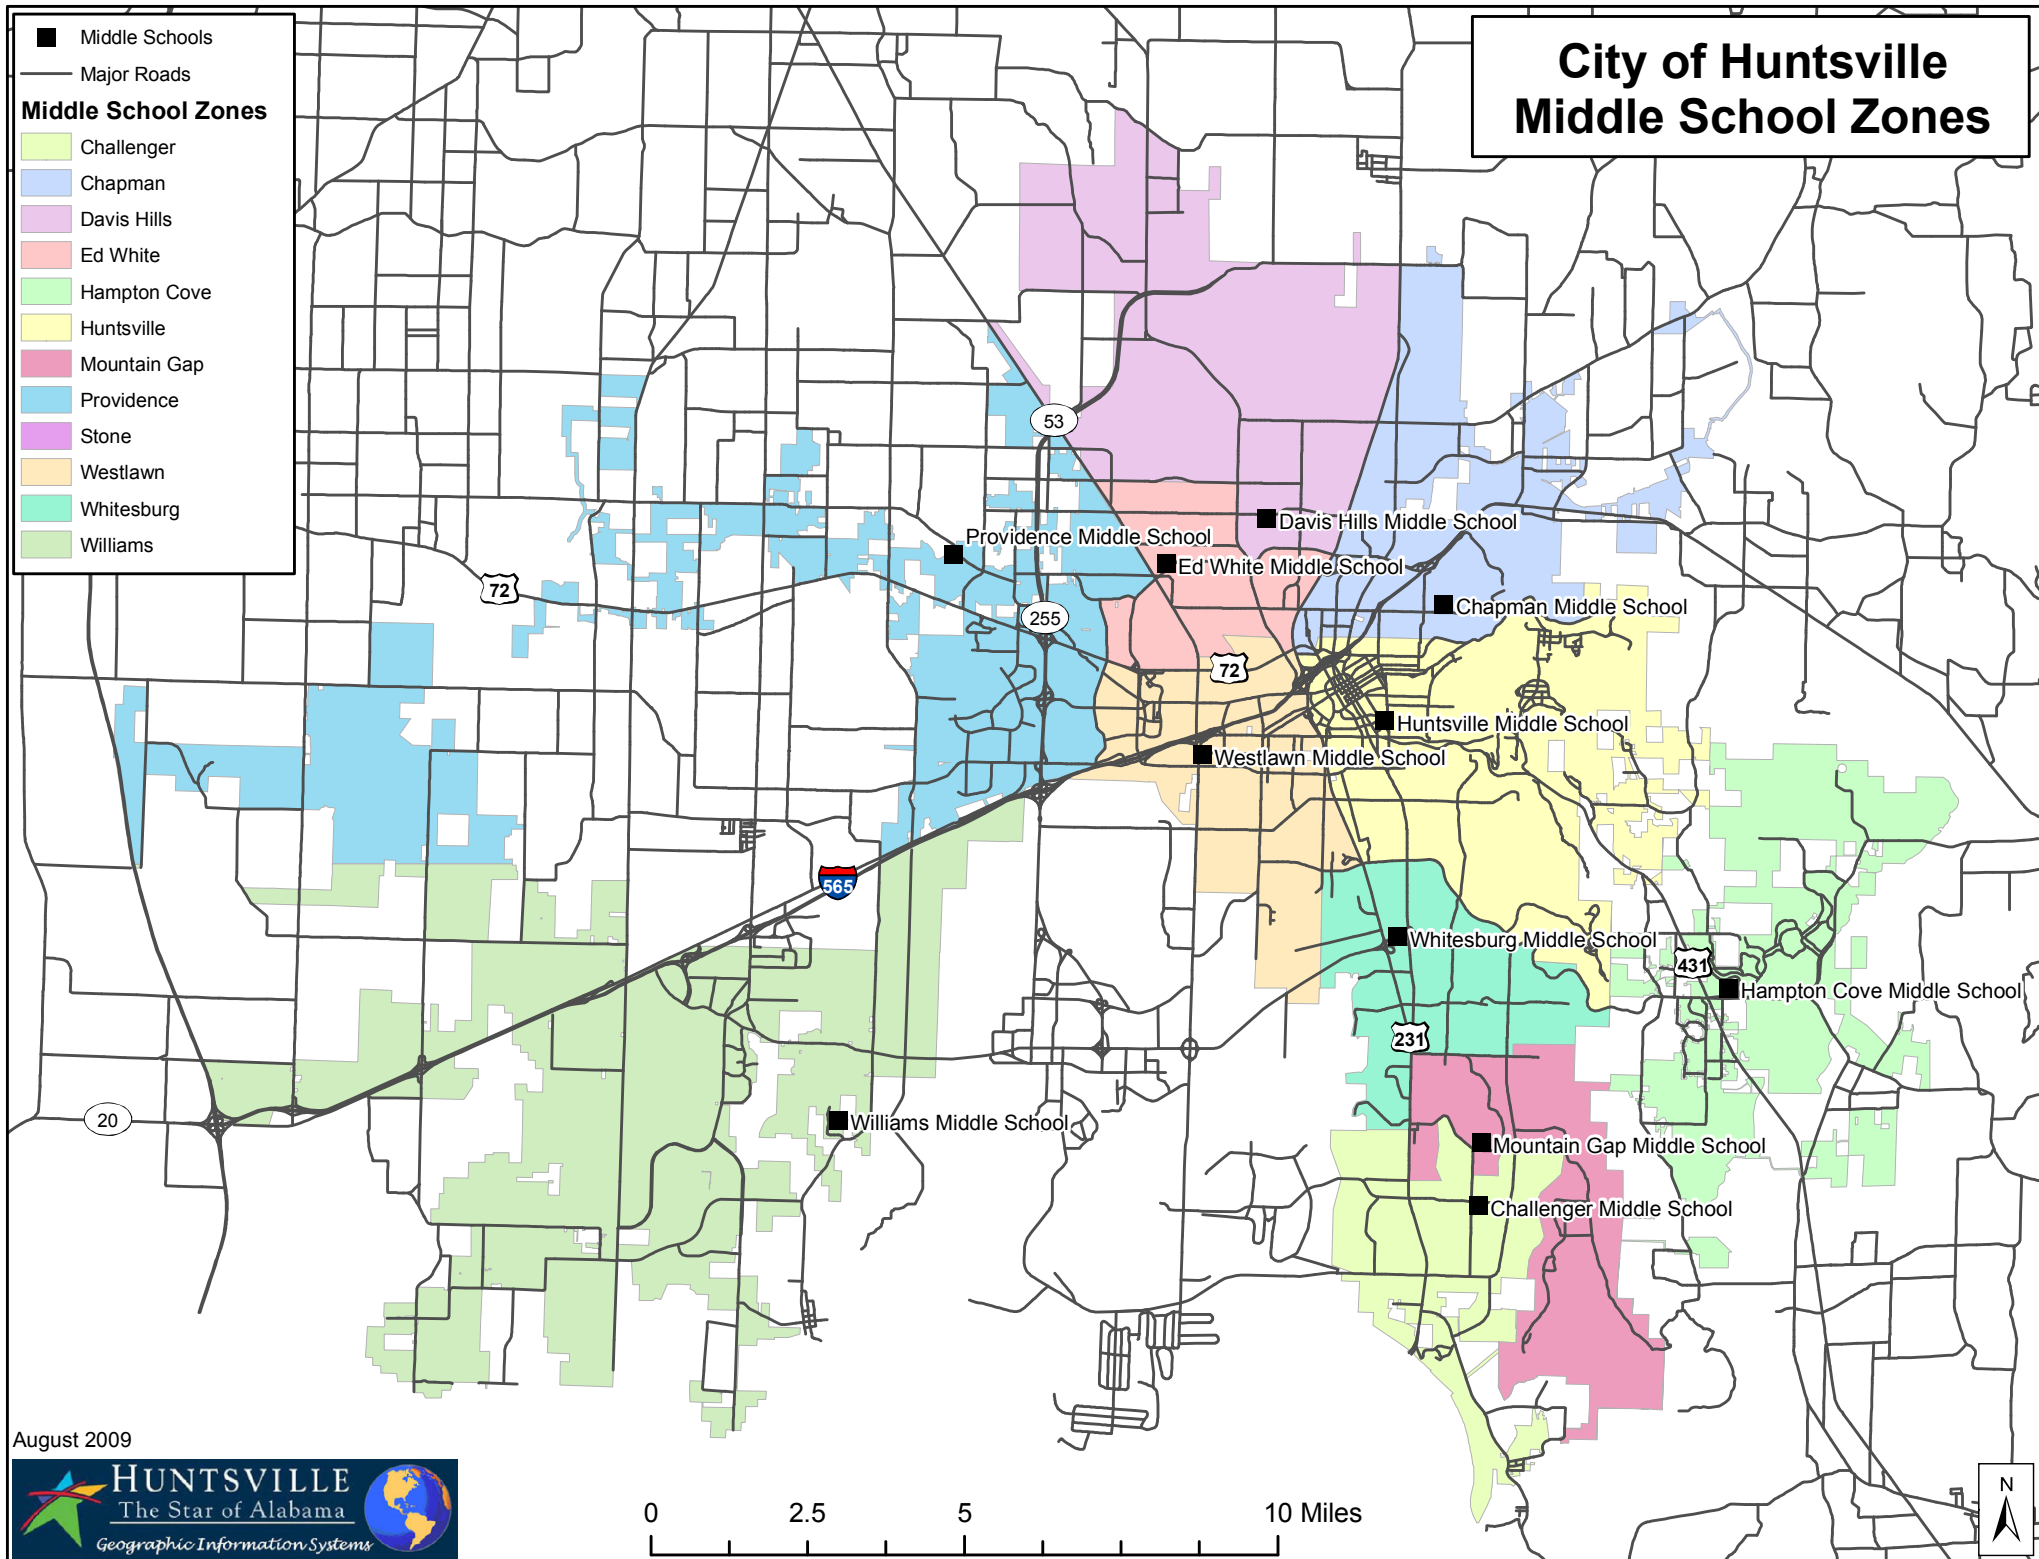 Middle Schools
Major Roads
Middle School Zones
Challenger
Chapman
Davis Hills
Ed White
Hampton Cove
Huntsville
Mountain Gap
Providence
Stone
Westlawn
Whitesburg
Williams
City of Huntsville
Middle School Zones
53
Davis Hills Middle School
Providence Middle School
Ed White Middle School
72
255
Chapman Middle School
72
Huntsville Middle School
Westlawn Middle School
565
Whitesburg Middle School
431
Hampton Cove Middle School
231
20
Williams Middle School
Mountain Gap Middle School
Challenger Middle School
August 2009
HUNTSVILLE
The Star of Alabama
Geographic Information Systems
0 2.5 5 10 Miles
N